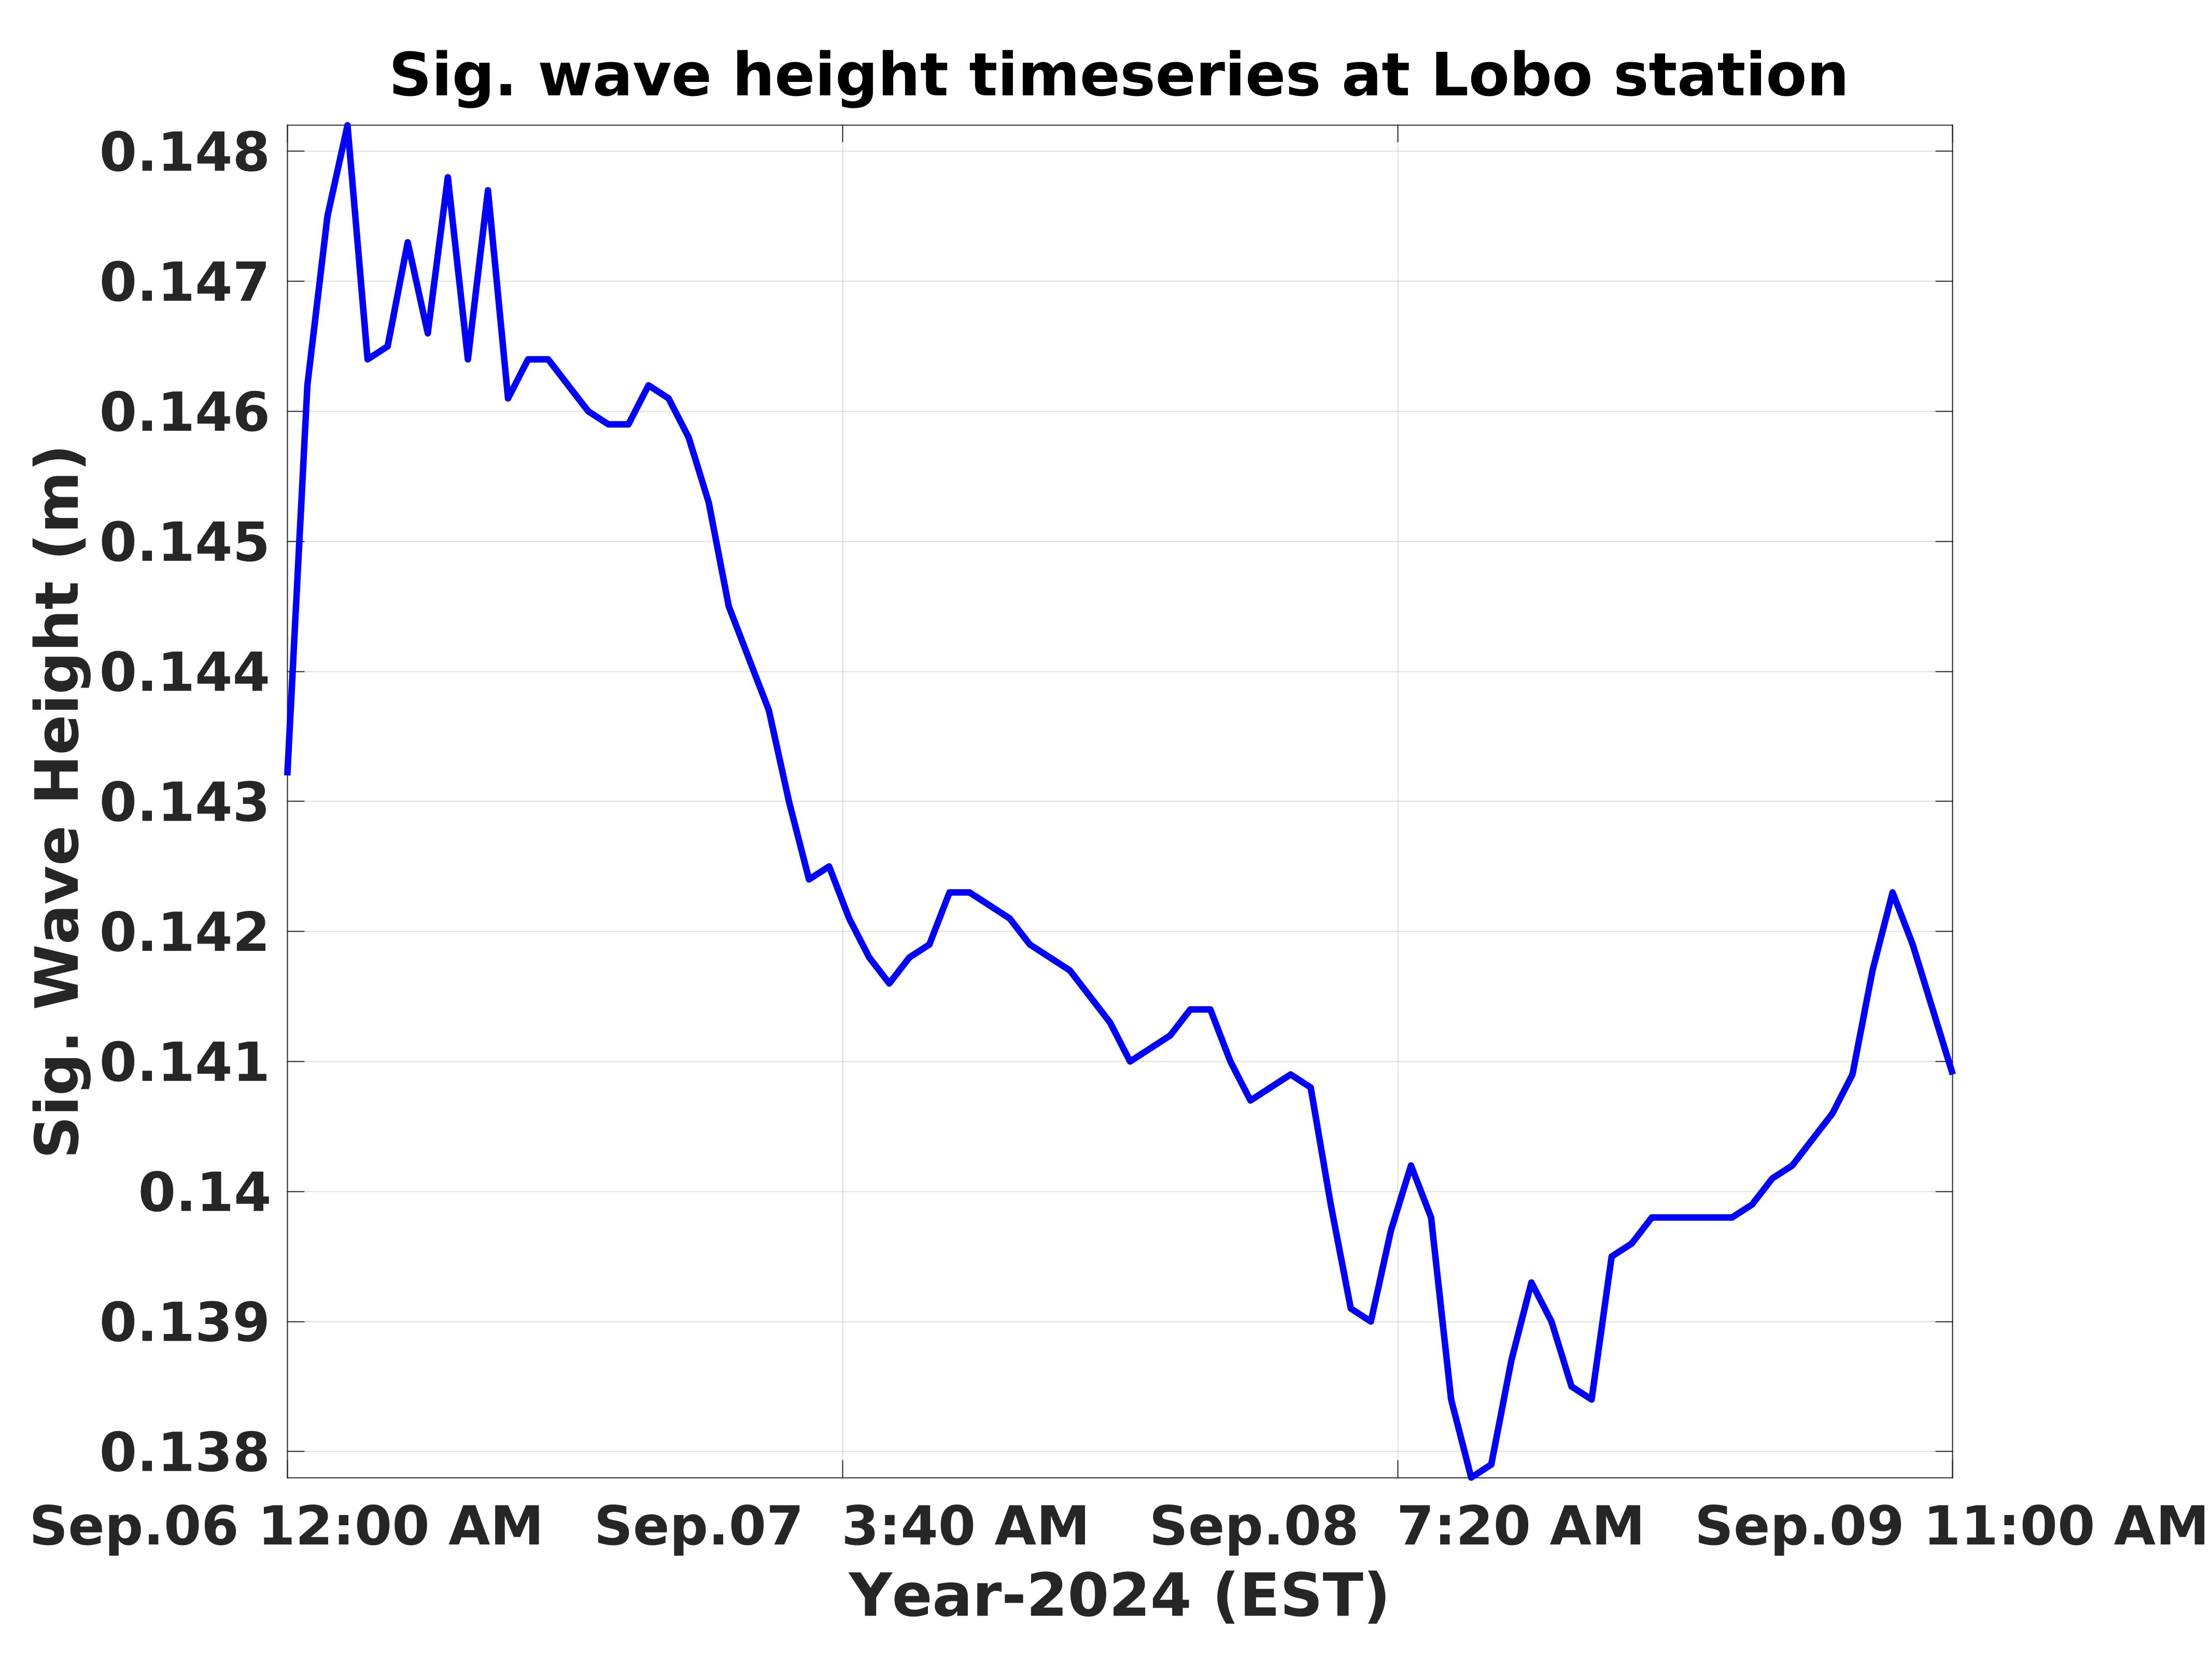 Sig. wave height timeseries at Lobo station
0.148
0.147
0.146
0.145
0.144
0.143
0.142
0.141
0.14
0.139
0.138
Sig. Wave Height (m)
Sep.06 12:00 AM Sep.07 3:40 AM Sep.08 7:20 AM Sep.09 11:00 AM
Year-2024 (EST)